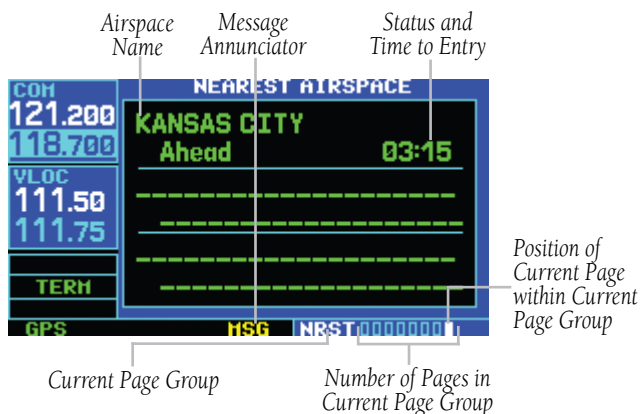 Airspace
Name
Message
Annunciator
Status and
Time to Entry
COM
121.200
118.700
VLOC
111.50
111.75
TERM
GPS
NEAREST AIRSPACE
KANSAS CITY
Ahead 03:15
MSG
NRST
Position of
Current Page
within Current
Page Group
Current Page Group
Number of Pages in
Current Page Group